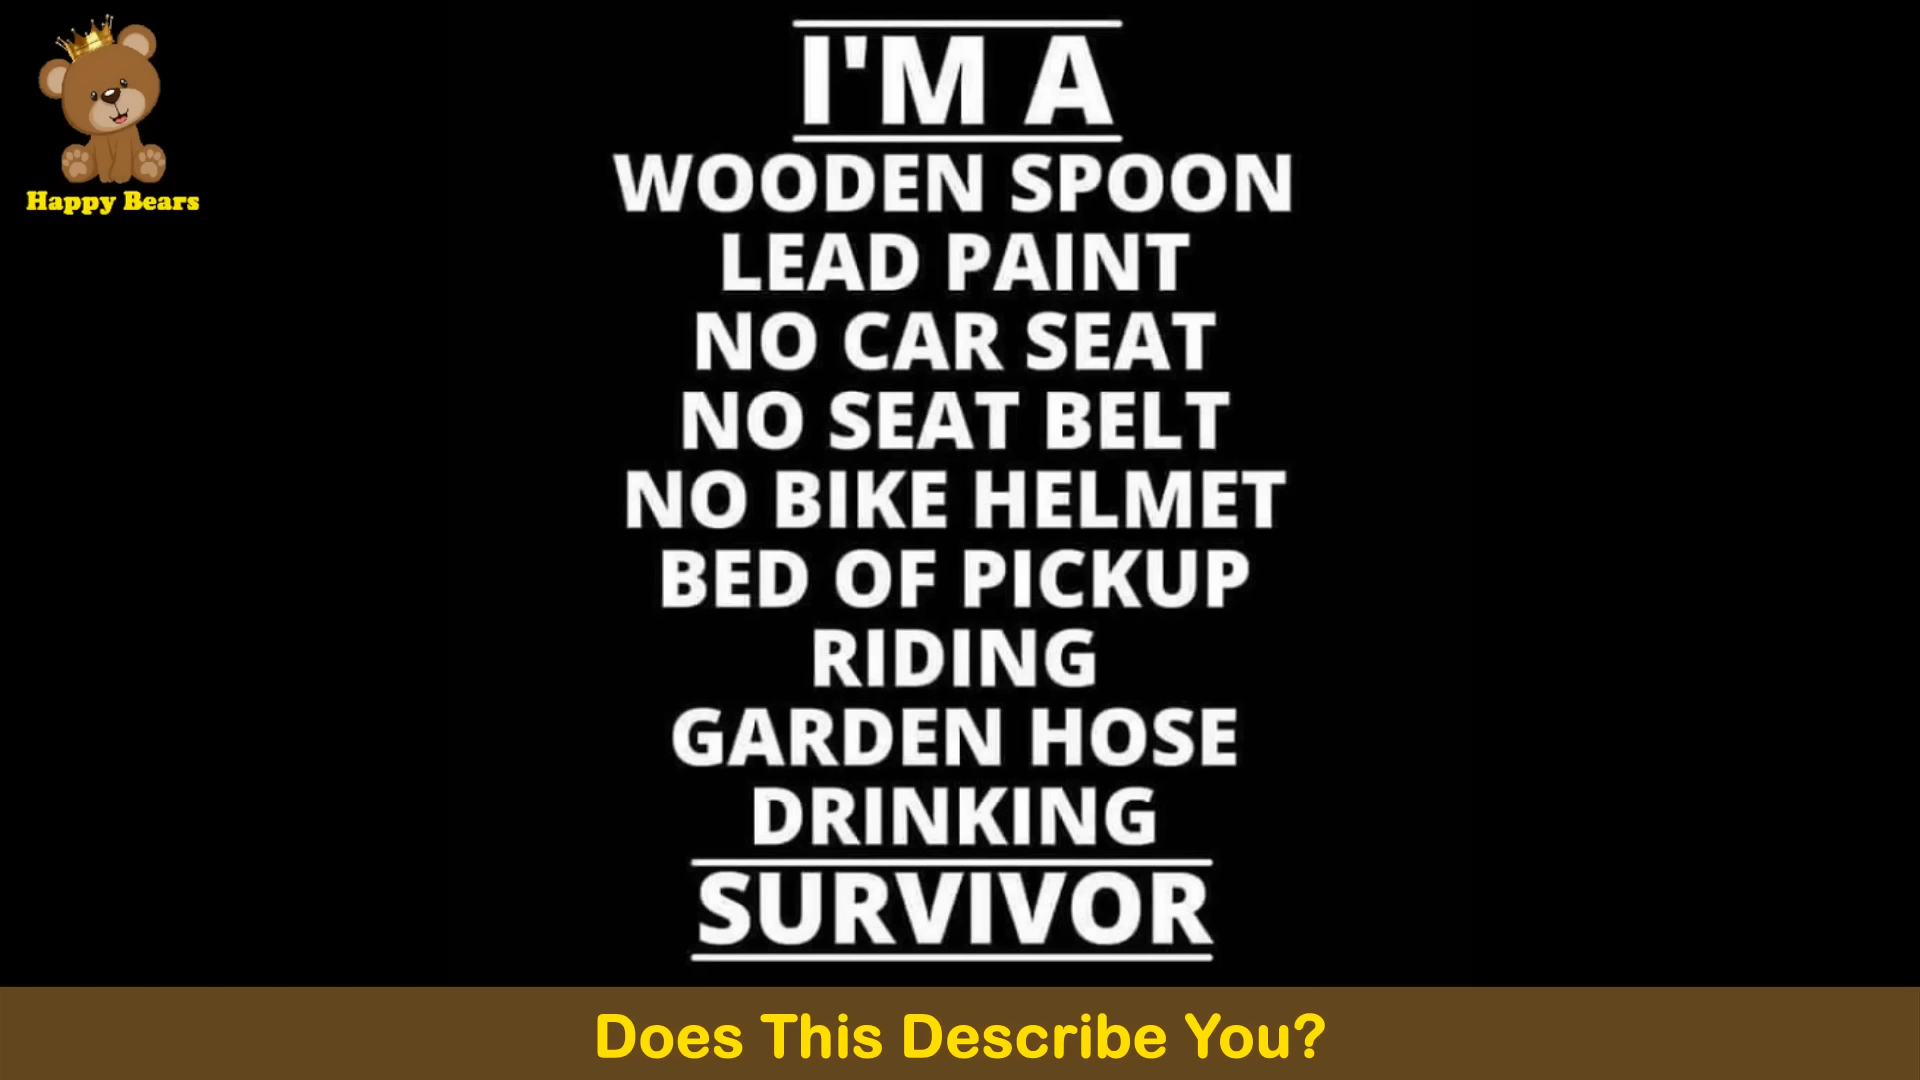 Happy Bears
I'M A
WOODEN SPOON
LEAD PAINT
NO CAR SEAT
NO SEAT BELT
NO BIKE HELMET
BED OF PICKUP
RIDING
GARDEN HOSE
DRINKING
SURVIVOR
Does This Describe You?